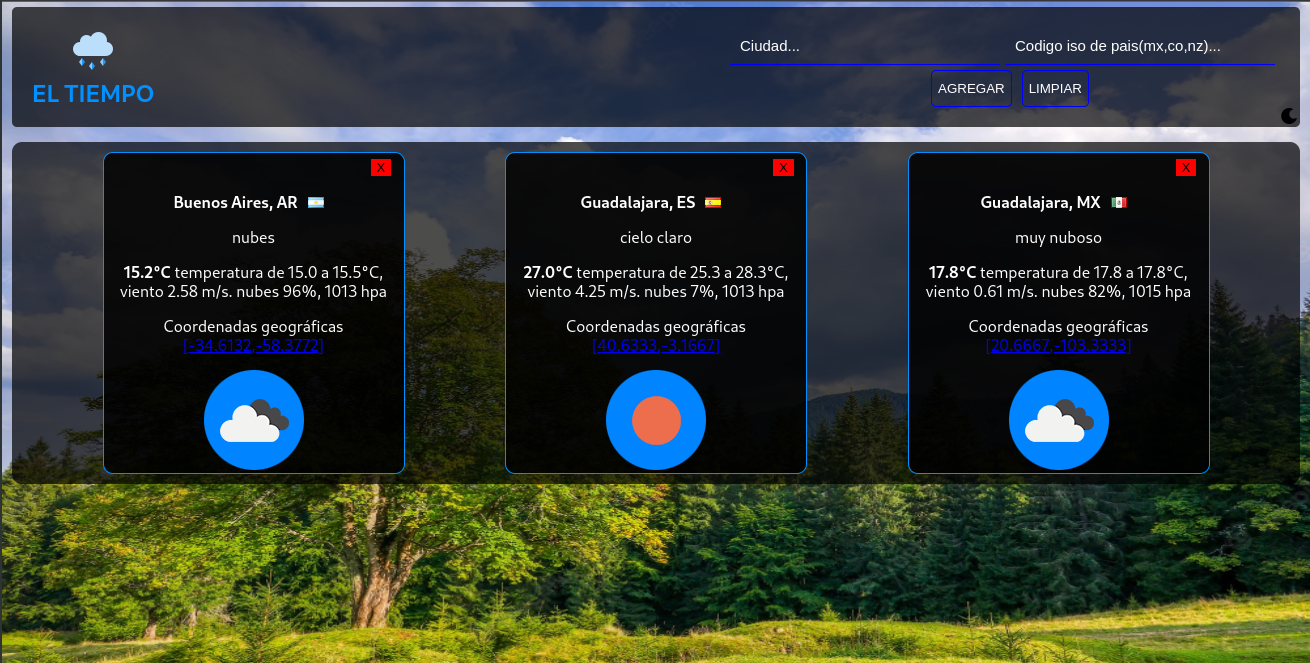 EL TIEMPO
Ciudad...
Codigo iso de pais(mx,co,nz)...
AGREGAR
LIMPIAR
X
Buenos Aires, AR
nubes
15.2°C temperatura de 15.0 a 15.5°C,
viento 2.58 m/s. nubes 96%, 1013 hpa
Coordenadas geográficas
[-34.6132,-58.3772]
X
Guadalajara, ES
cielo claro
27.0°C temperatura de 25.3 a 28.3°C,
viento 4.25 m/s. nubes 7%, 1013 hpa
Coordenadas geográficas
[40.6333,-3.1667]
X
Guadalajara, MX
muy nuboso
17.8°C temperatura de 17.8 a 17.8°C,
viento 0.61 m/s. nubes 82%, 1015 hpa
Coordenadas geográficas
[20.6667,-103.3333]